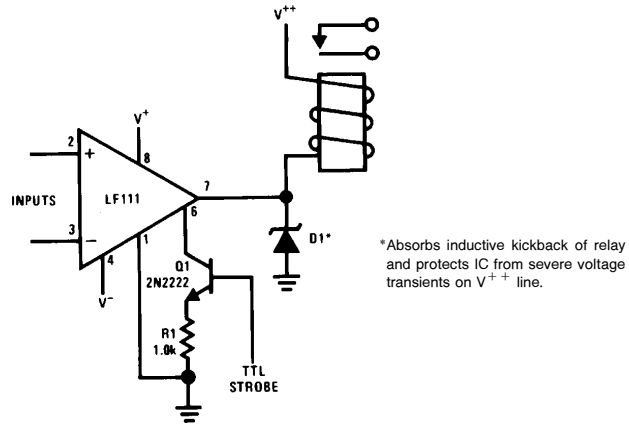 V++
V+
2
+
8
LF111
7
INPUTS
6
D1*
3
−
1
4
V−
Q1
2N2222
R1
1.0k
TTL
STROBE
*Absorbs inductive kickback of relay
and protects IC from severe voltage
transients on V++ line.